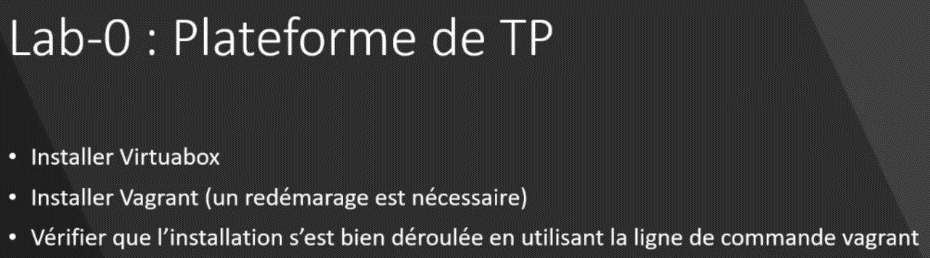 Lab-0 : Plateforme de TP
• Installer Virtuabox
• Installer Vagrant (un redémarage est nécessaire)
• Vérifier que l'installation s'est bien déroulée en utilisant la ligne de commande vagrant